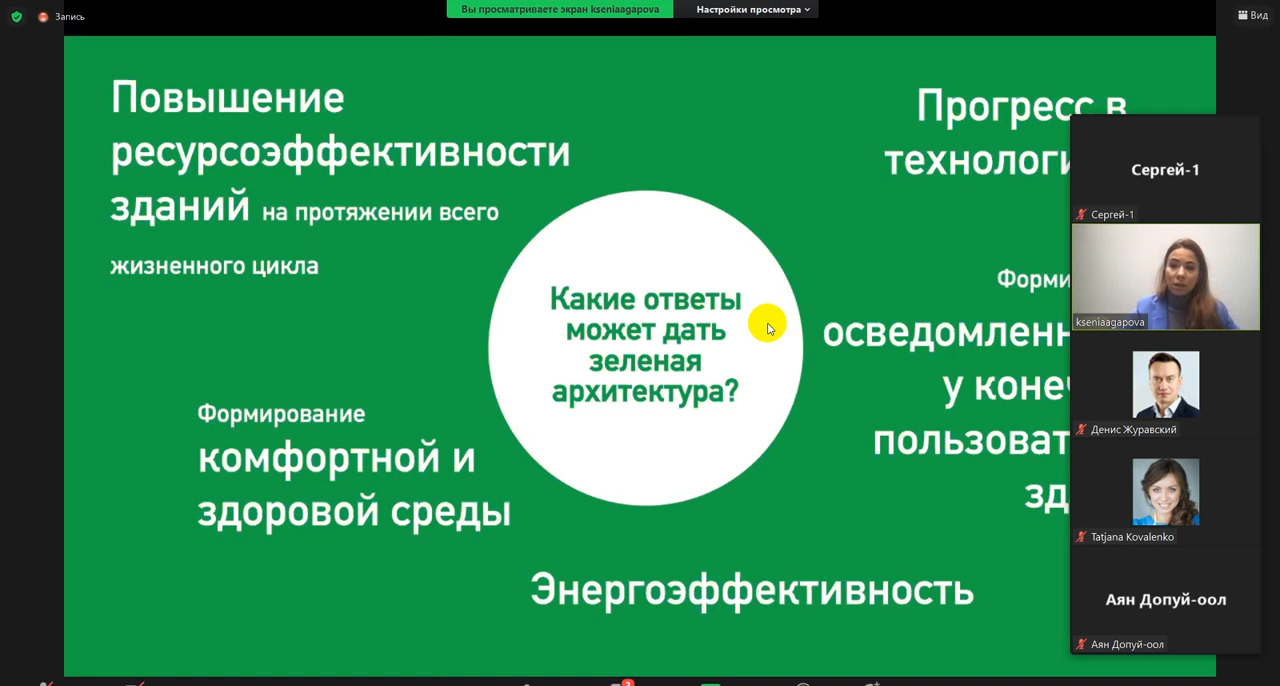 Запись
Вы просматриваете экран kseniaagapova
Настройки просмотра
Вид
Повышение
ресурсоэффективности
зданий на протяжении всего
жизненного цикла
Прогресс в
Какие ответы
может дать
зеленая
архитектура?
Формирование
комфортной и
здоровой среды
Энергоэффективность
Сергей-1
Сергей-1
kseniaagapova
Денис Журавский
Tatjana Kovalenko
Аян Допуй-оол
Аян Допуй-оол